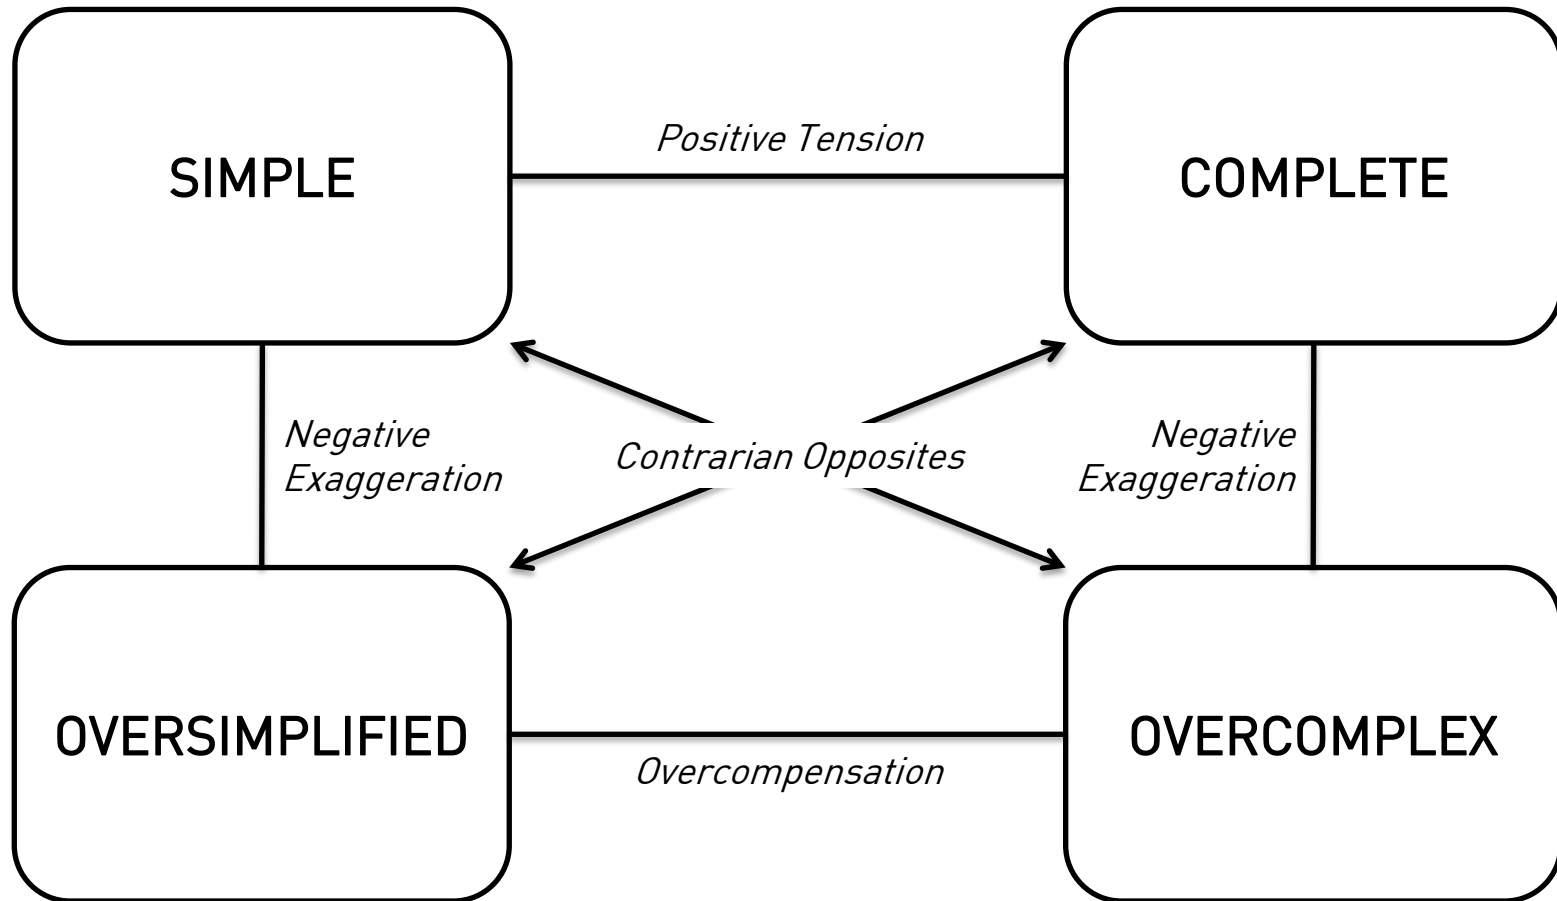 Positive Tension
SIMPLE
COMPLETE
Negative
Exaggeration
Contrarian Opposites
Negative
Exaggeration
OVERSIMPLIFIED
OVERCOMPLEX
Overcompensation